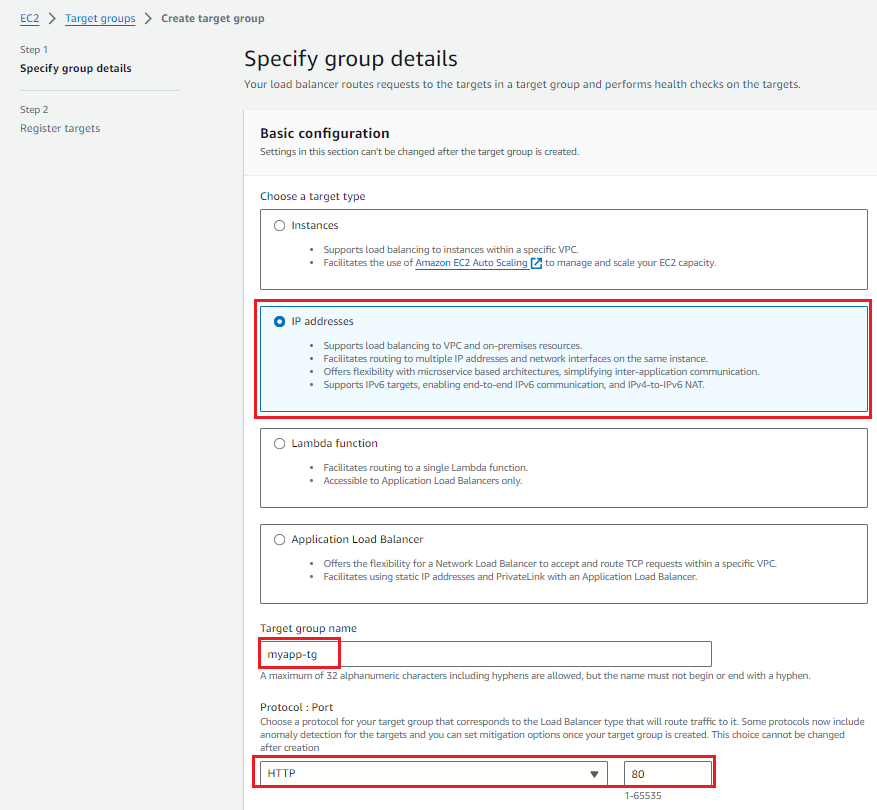 EC2 > Target groups > Create target group
Step 1
Specify group details
Step 2
Register targets
Specify group details
Your load balancer routes requests to the targets in a target group and performs health checks on the targets.
Basic configuration
Settings in this section can't be changed after the target group is created.
Choose a target type
Instances
• Supports load balancing to instances within a specific VPC.
• Facilitates the use of Amazon EC2 Auto Scaling to manage and scale your EC2 capacity.
IP addresses
• Supports load balancing to VPC and on-premises resources.
• Facilitates routing to multiple IP addresses and network interfaces on the same instance.
• Offers flexibility with microservice based architectures, simplifying inter-application communication.
• Supports IPv6 targets, enabling end-to-end IPv6 communication, and IPv4-to-IPv6 NAT.
Lambda function
• Facilitates routing to a single Lambda function.
• Accessible to Application Load Balancers only.
Application Load Balancer
• Offers the flexibility for a Network Load Balancer to accept and route TCP requests within a specific VPC.
• Facilitates using static IP addresses and PrivateLink with an Application Load Balancer.
Target group name
myapp-tg
A maximum of 32 alphanumeric characters including hyphens are allowed, but the name must not begin or end with a hyphen.
Protocol : Port
Choose a protocol for your target group that corresponds to the Load Balancer type that will route traffic to it. Some protocols now include
anomaly detection for the targets and you can set mitigation options once your target group is created. This choice cannot be changed
after creation
HTTP 80
1-65535